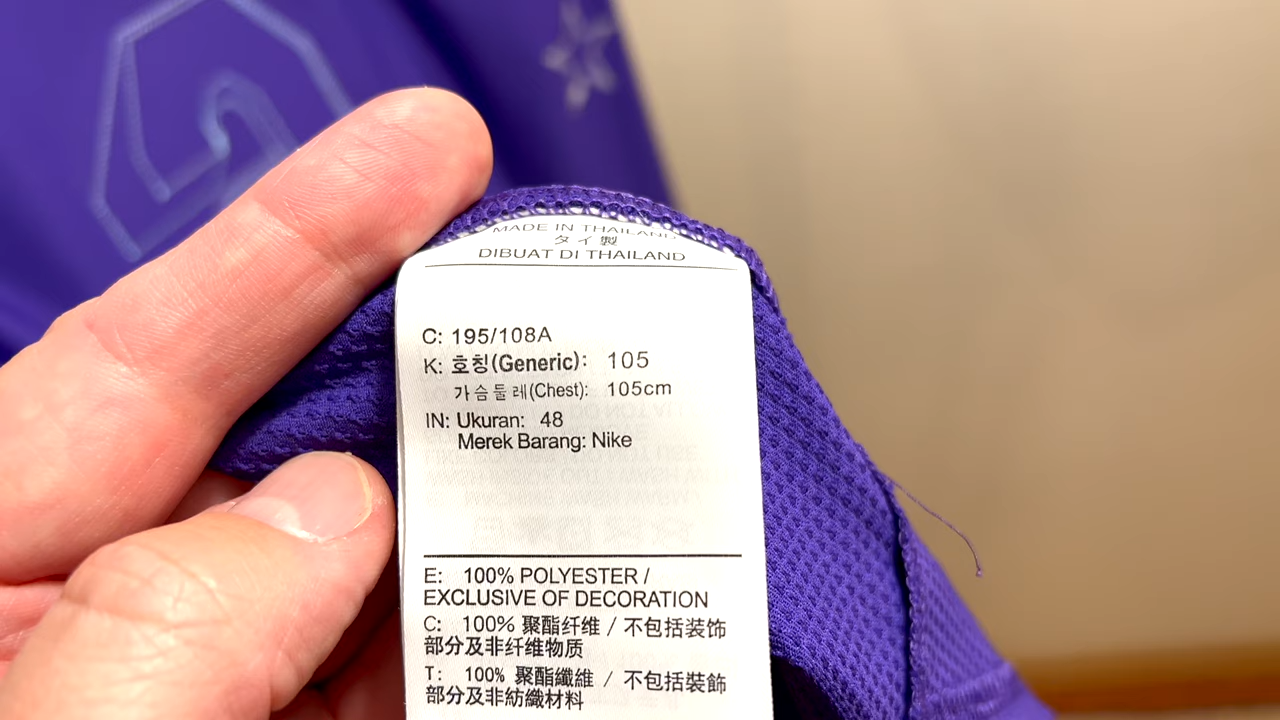 MADE IN THAILAND
タイ製
DIBUAT DI THAILAND
C: 195/108A
K: 호칭(Generic): 105
가슴둘레(Chest): 105cm
IN: Ukuran: 48
Merek Barang: Nike
E: 100% POLYESTER /
EXCLUSIVE OF DECORATION
C: 100% 聚酯纤维 / 不包括装饰
部分及非纤维物质
T: 100% 聚酯纖維 / 不包括裝飾
部分及非紡織材料